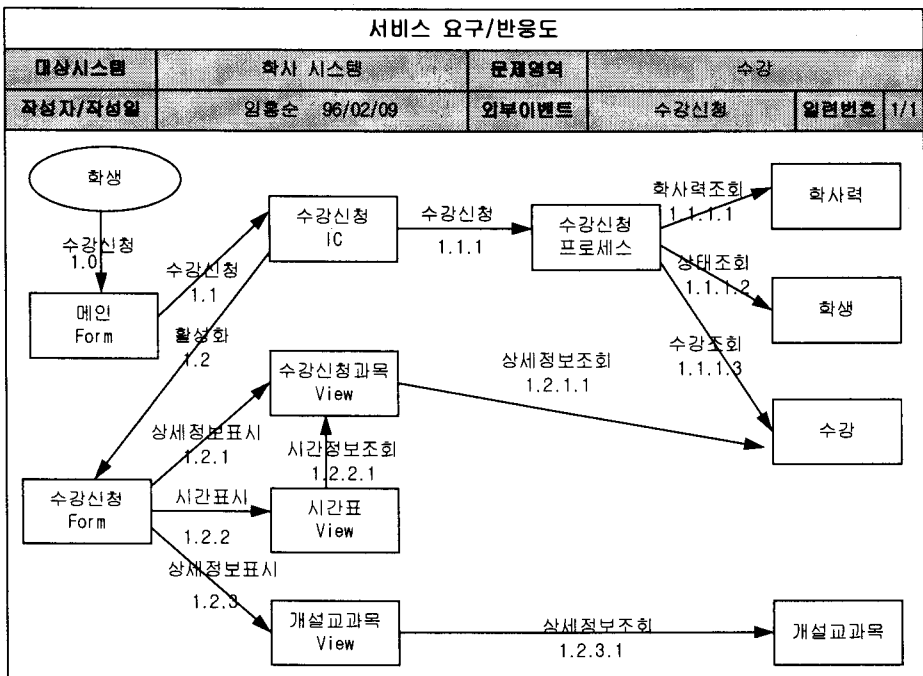 서비스 요구/반응도
대상시스템 학사 시스템 문제영역 수강
작성자/작성일 임흥순 96/02/09 외부이벤트 수강신청 일련번호 1/1
학생
수강신청
1.0
메인
Form
수강신청
1.1
수강신청
IC
수강신청
1.1.1
수강신청
프로세스
학사력조회
1.1.1.1
학사력
상태조회
1.1.1.2
학생
수강조회
1.1.1.3
수강
활성화
1.2
수강신청과목
View
상세정보조회
1.2.1.1
상세정보표시
1.2.1
시간정보조회
1.2.2.1
수강신청
Form
시간표시
1.2.2
시간표
View
상세정보표시
1.2.3
개설교과목
View
상세정보조회
1.2.3.1
개설교과목